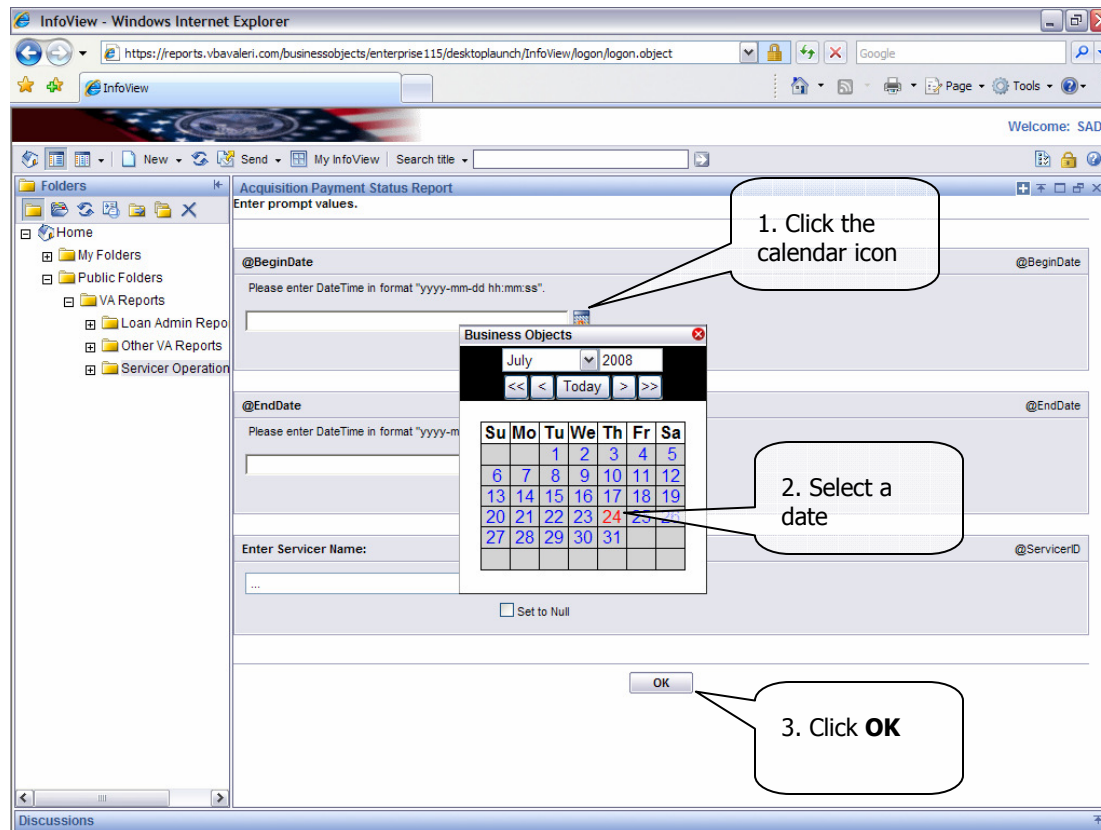 InfoView - Windows Internet Explorer
https://reports.vbavaleri.com/businessobjects/enterprise115/desktoplaunch/InfoView/logon/logon.object
Google
InfoView
Page
Tools
Welcome: SAD
New
Send
My InfoView
Search title
Folders
Home
My Folders
Public Folders
VA Reports
Loan Admin Repo
Other VA Reports
Servicer Operation
Acquisition Payment Status Report
Enter prompt values.
1. Click the
calendar icon
@BeginDate
@BeginDate
Please enter DateTime in format "yyyy-mm-dd hh:mm:ss".
Business Objects
July 2008
<< < Today > >>
Su Mo Tu We Th Fr Sa
1 2 3 4 5
6 7 8 9 10 11 12
13 14 15 16 17 18 19
20 21 22 23 24 25 26
27 28 29 30 31
@EndDate
@EndDate
Please enter DateTime in format "yyyy-m
2. Select a
date
Enter Servicer Name:
@ServicerID
...
Set to Null
OK
3. Click OK
Discussions